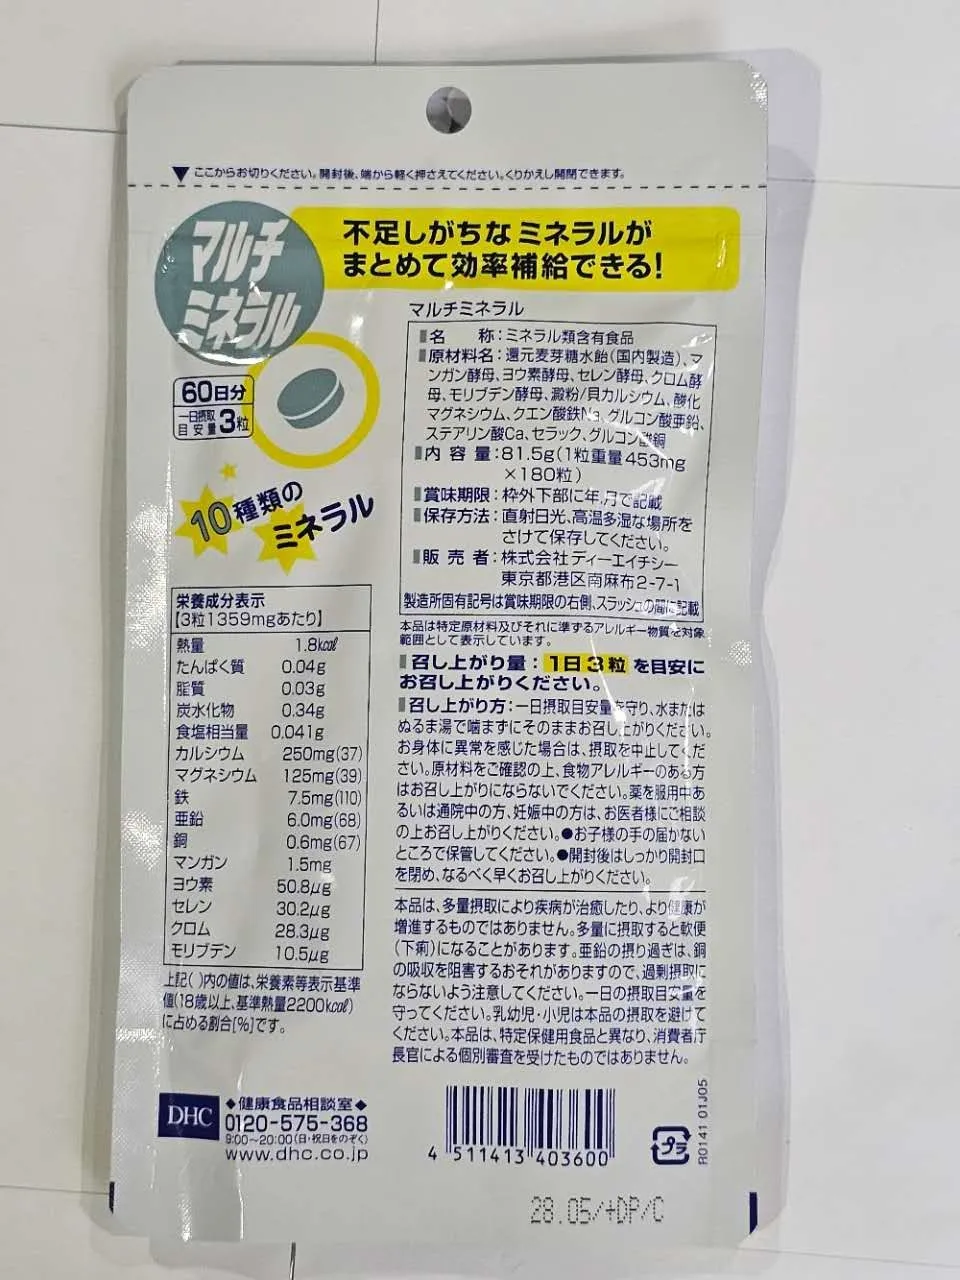 ▼ここからお切りください。開封後、端から軽く押さえてください。くりかえし開閉できます。
マルチ
ミネラル
不足しがちなミネラルが
まとめて効率補給できる!
60日分
一日摂取
目安量3粒
10種類の
ミネラル
栄養成分表示
【3粒1359mgあたり】
熱量 1.8kcal
たんぱく質 0.04g
脂質 0.03g
炭水化物 0.34g
食塩相当量 0.041g
カルシウム 250mg(37)
マグネシウム 125mg(39)
鉄 7.5mg(110)
亜鉛 6.0mg(68)
銅 0.6mg(67)
マンガン 1.5mg
ヨウ素 50.8μg
セレン 30.2μg
クロム 28.3μg
モリブデン 10.5μg
上記( )内の値は、栄養素等表示基準
値(18歳以上、基準熱量2200kcal)
に占める割合[%]です。
マルチミネラル
名 称:ミネラル類含有食品
原材料名:還元麦芽糖水飴(国内製造)、マ
ンガン酵母、ヨウ素酵母、セレン酵母、クロム酵
母、モリブデン酵母、澱粉/貝カルシウム、酸化
マグネシウム、クエン酸鉄Na、グルコン酸亜鉛、
ステアリン酸Ca、セラック、グルコン酸銅
内容量:81.5g(1粒重量453mg
×180粒)
賞味期限:枠外下部に年、月で記載
保存方法:直射日光、高温多湿な場所を
さけて保存してください。
販売者:株式会社ディーエイチシー
東京都港区南麻布2-7-1
製造所固有記号は賞味期限の右側、スラッシュの間に記載
本品は特定原材料及びそれに準ずるアレルギー物質を対象
範囲として表示しています。
召し上がり量:1日3粒を目安に
お召し上がりください。
召し上がり方:一日摂取目安量を守り、水または
ぬるま湯で噛まずにそのままお召し上がりください。
お身体に異常を感じた場合は、摂取を中止してくだ
さい。原材料をご確認の上、食物アレルギーのある方
はお召し上がりにならないでください。薬を服用中あ
るいは通院中の方、妊娠中の方は、お医者様にご相談
の上お召し上がりください。●お子様の手の届かない
ところで保管してください。●開封後はしっかり開封口
を閉め、なるべく早くお召し上がりください。
本品は、多量摂取により疾病が治癒したり、より健康が
増進するものではありません。多量に摂取すると軟便
(下痢)になることがあります。亜鉛の摂り過ぎは、銅
の吸収を阻害するおそれがありますので、過剰摂取に
ならないよう注意してください。一日の摂取目安量を
守ってください。乳幼児・小児は本品の摂取を避けて
ください。本品は、特定保健用食品と異なり、消費者庁
長官による個別審査を受けたものではありません。
DHC
◆健康食品相談室◆
0120-575-368
9:00〜20:00(日・祝日をのぞく)
www.dhc.co.jp
4 511413 403600
プラ
R0141 01J05
28.05/+DP/C